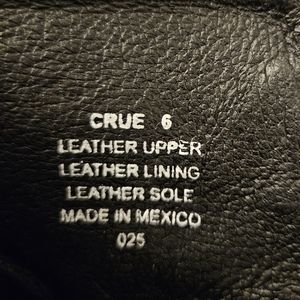 CRUE 6
LEATHER UPPER
LEATHER LINING
LEATHER SOLE
MADE IN MEXICO
025